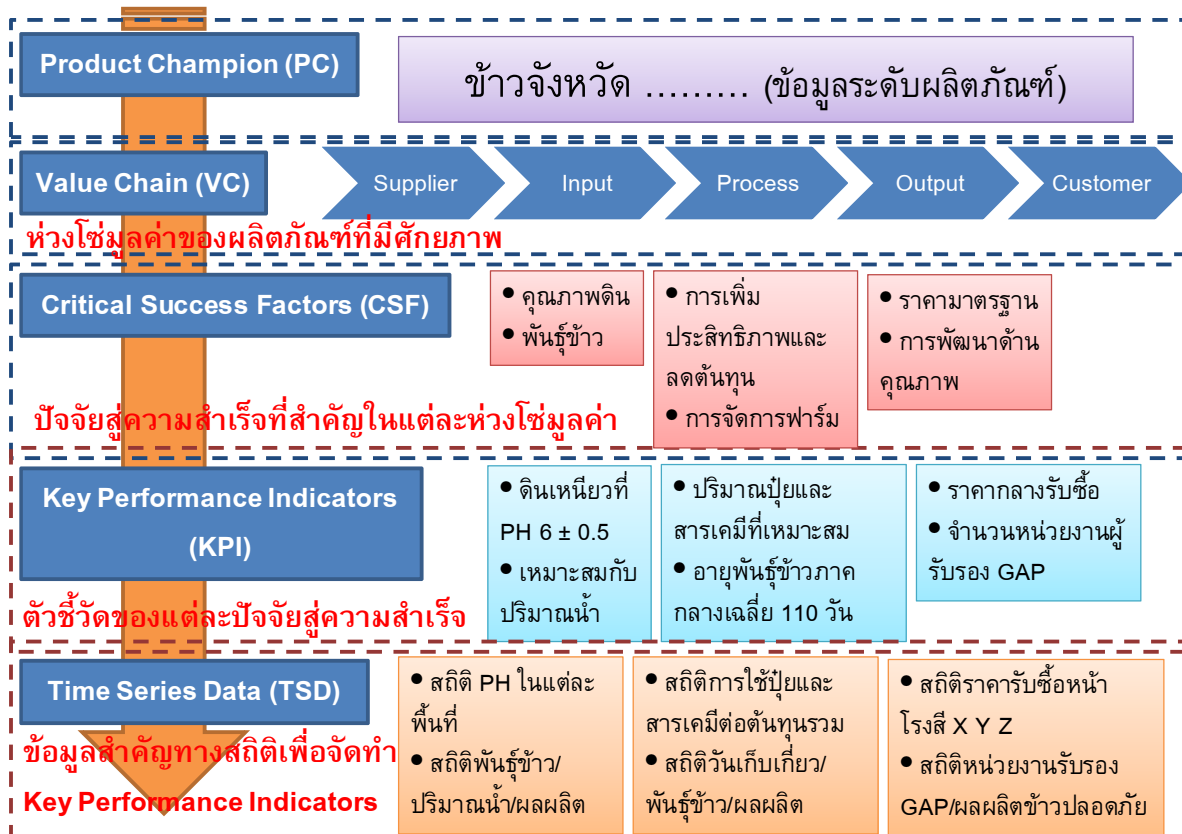 Product Champion (PC)
ข้าวจังหวัด ……… (ข้อมูลระดับผลิตภัณฑ์)
Value Chain (VC)
Supplier
Input
Process
Output
Customer
ห่วงโซ่มูลค่าของผลิตภัณฑ์ที่มีศักยภาพ
Critical Success Factors (CSF)
• คุณภาพดิน
• พันธุ์ข้าว
• การเพิ่ม
ประสิทธิภาพและ
ลดต้นทุน
• การจัดการฟาร์ม
• ราคามาตรฐาน
• การพัฒนาด้าน
คุณภาพ
ปัจจัยสู่ความสำเร็จที่สำคัญในแต่ละห่วงโซ่มูลค่า
Key Performance Indicators
(KPI)
• ดินเหนียวที่
PH 6 ± 0.5
• เหมาะสมกับ
ปริมาณน้ำ
• ปริมาณปุ๋ยและ
สารเคมีที่เหมาะสม
• อายุพันธุ์ข้าวภาค
กลางเฉลี่ย 110 วัน
• ราคากลางรับซื้อ
• จำนวนหน่วยงานผู้
รับรอง GAP
ตัวชี้วัดของแต่ละปัจจัยสู่ความสำเร็จ
Time Series Data (TSD)
• สถิติ PH ในแต่ละ
พื้นที่
• สถิติพันธุ์ข้าว/
ปริมาณน้ำ/ผลผลิต
• สถิติการใช้ปุ๋ยและ
สารเคมีต่อต้นทุนรวม
• สถิติวันเก็บเกี่ยว/
พันธุ์ข้าว/ผลผลิต
• สถิติราคารับซื้อหน้า
โรงสี X Y Z
• สถิติหน่วยงานรับรอง
GAP/ผลผลิตข้าวปลอดภัย
ข้อมูลสำคัญทางสถิติเพื่อจัดทำ
Key Performance Indicators